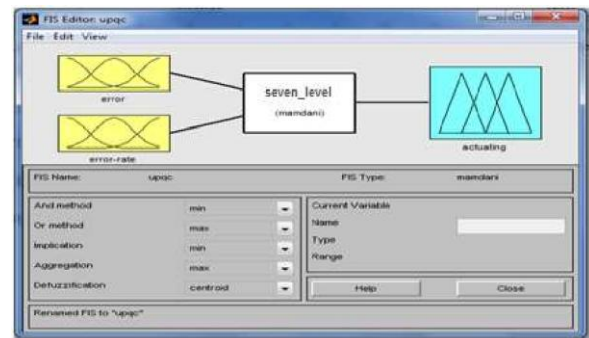 FIS Editor: upqc
File Edit View
error
error-rate
seven_level
(mamdani)
actuating
FIS Name: upqc FIS Type: mamdani
And method min
Or method max
Implication min
Aggregation max
Defuzzification centroid
Current Variable
Name
Type
Range
Help Close
Renamed FIS to "upqc"